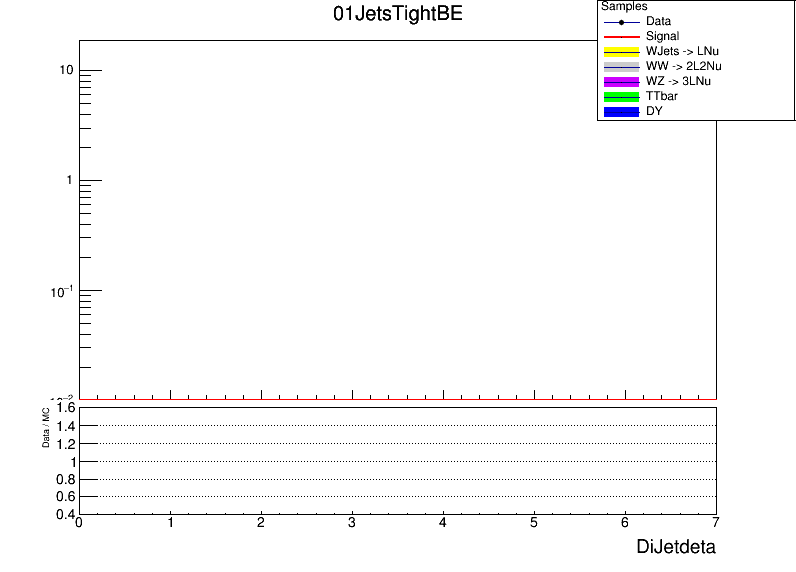 01JetsTightBE
Samples
Data
Signal
WJets -> LNu
WW -> 2L2Nu
WZ -> 3LNu
TTbar
DY
10
1
10⁻¹
10⁻²
Data / MC
1.6
1.4
1.2
1
0.8
0.6
0.4
0 1 2 3 4 5 6 7
DiJetdeta